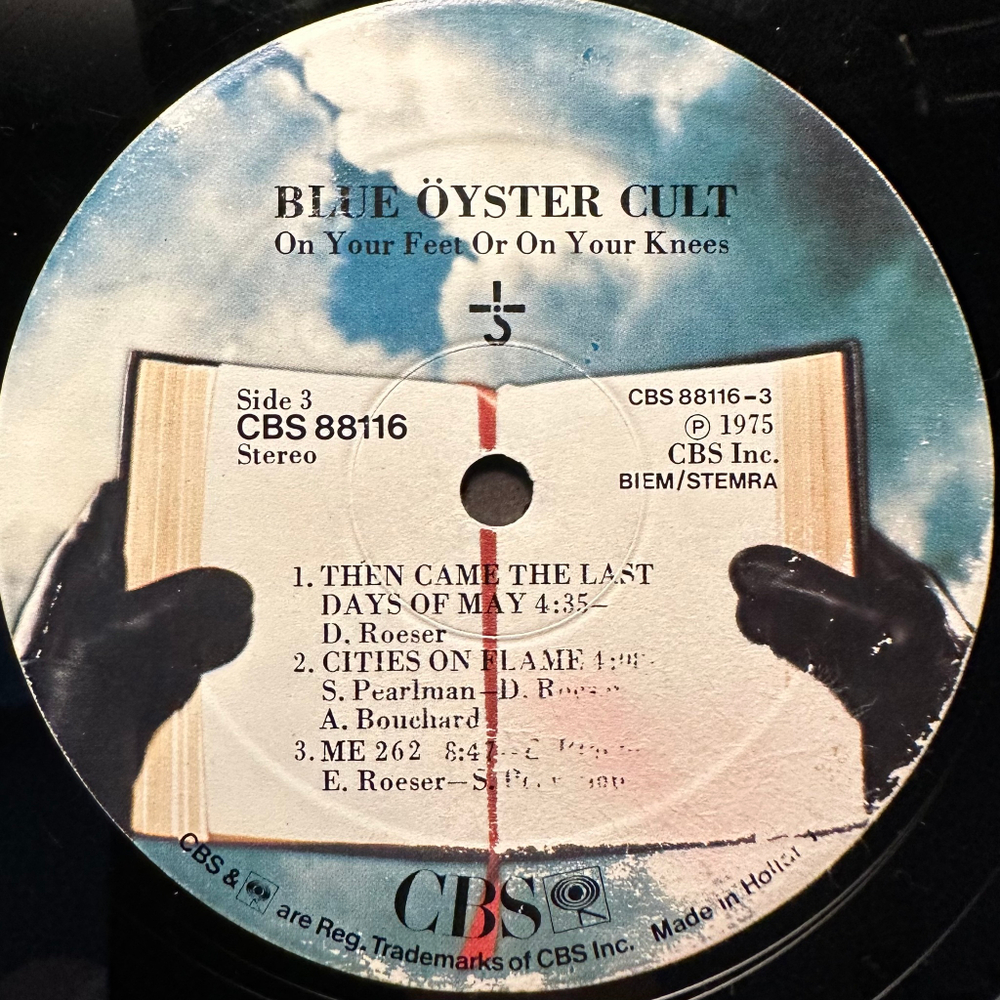 BLUE ÖYSTER CULT
On Your Feet Or On Your Knees
Side 3
CBS 88116
Stereo
CBS 88116-3
Ⓟ 1975
CBS Inc.
BIEM/STEMRA
1. THEN CAME THE LAST
DAYS OF MAY 4:35–
D. Roeser
2. CITIES ON FLAME
S. Pearlman–D.
A. Bouchard
3. ME 262
E. Roeser–S.
CBS
CBS & are Reg. Trademarks of CBS Inc. Made in